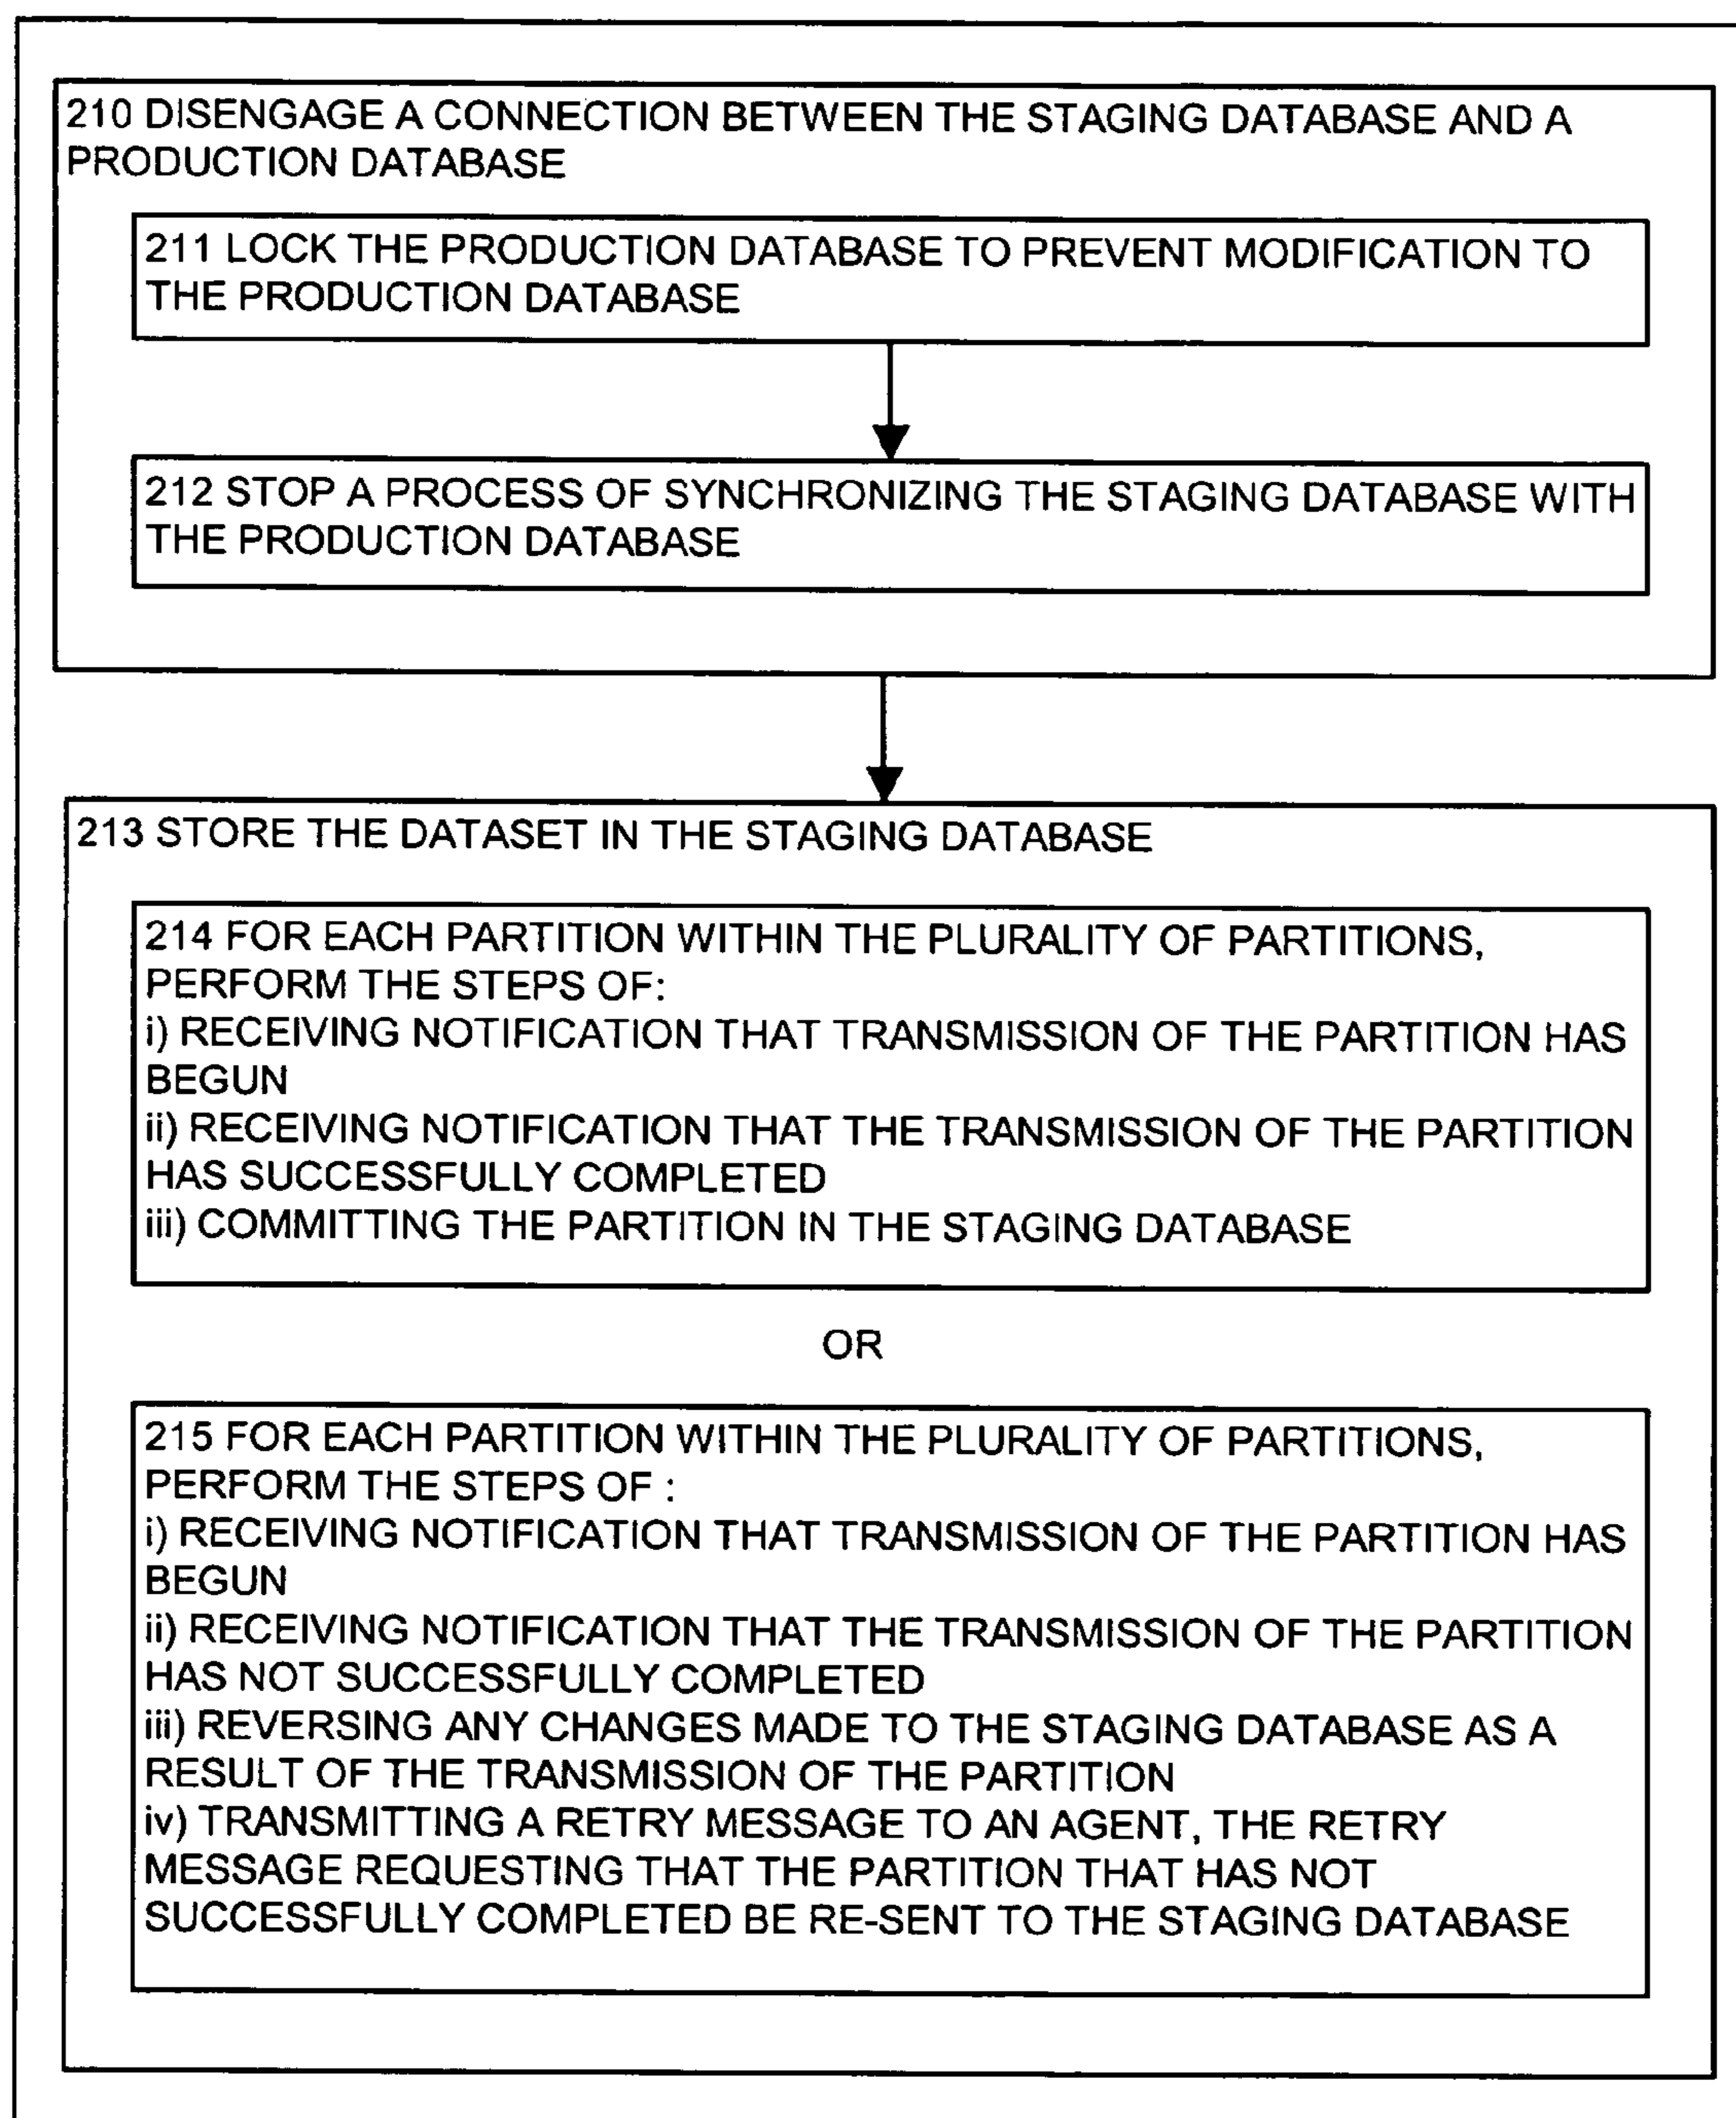 210 DISENGAGE A CONNECTION BETWEEN THE STAGING DATABASE AND A
PRODUCTION DATABASE
211 LOCK THE PRODUCTION DATABASE TO PREVENT MODIFICATION TO
THE PRODUCTION DATABASE
212 STOP A PROCESS OF SYNCHRONIZING THE STAGING DATABASE WITH
THE PRODUCTION DATABASE
213 STORE THE DATASET IN THE STAGING DATABASE
214 FOR EACH PARTITION WITHIN THE PLURALITY OF PARTITIONS,
PERFORM THE STEPS OF:
i) RECEIVING NOTIFICATION THAT TRANSMISSION OF THE PARTITION HAS
BEGUN
ii) RECEIVING NOTIFICATION THAT THE TRANSMISSION OF THE PARTITION
HAS SUCCESSFULLY COMPLETED
iii) COMMITTING THE PARTITION IN THE STAGING DATABASE
OR
215 FOR EACH PARTITION WITHIN THE PLURALITY OF PARTITIONS,
PERFORM THE STEPS OF :
i) RECEIVING NOTIFICATION THAT TRANSMISSION OF THE PARTITION HAS
BEGUN
ii) RECEIVING NOTIFICATION THAT THE TRANSMISSION OF THE PARTITION
HAS NOT SUCCESSFULLY COMPLETED
iii) REVERSING ANY CHANGES MADE TO THE STAGING DATABASE AS A
RESULT OF THE TRANSMISSION OF THE PARTITION
iv) TRANSMITTING A RETRY MESSAGE TO AN AGENT, THE RETRY
MESSAGE REQUESTING THAT THE PARTITION THAT HAS NOT
SUCCESSFULLY COMPLETED BE RE-SENT TO THE STAGING DATABASE